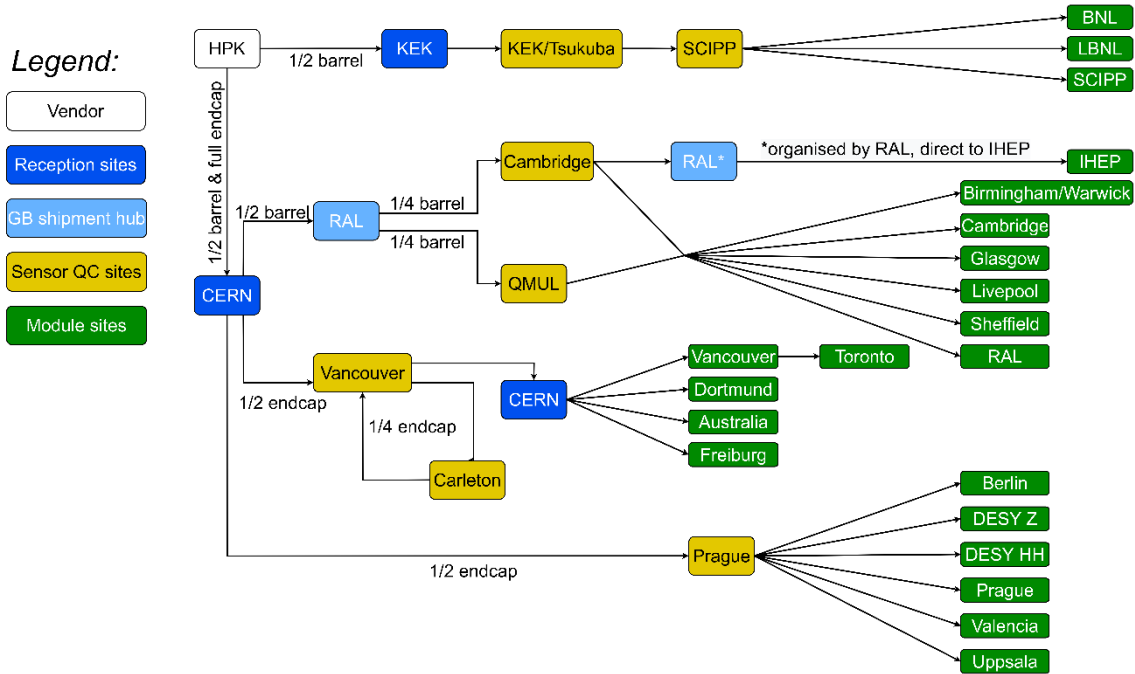 Legend:
Vendor
Reception sites
GB shipment hub
Sensor QC sites
Module sites
HPK
1/2 barrel
KEK
KEK/Tsukuba
SCIPP
BNL
LBNL
SCIPP
1/2 barrel & full endcap
CERN
1/2 barrel
RAL
1/4 barrel
1/4 barrel
Cambridge
QMUL
RAL*
*organised by RAL, direct to IHEP
IHEP
Birmingham/Warwick
Cambridge
Glasgow
Livepool
Sheffield
RAL
1/2 endcap
Vancouver
1/4 endcap
Carleton
CERN
Vancouver
Toronto
Dortmund
Australia
Freiburg
1/2 endcap
Prague
Berlin
DESY Z
DESY HH
Prague
Valencia
Uppsala